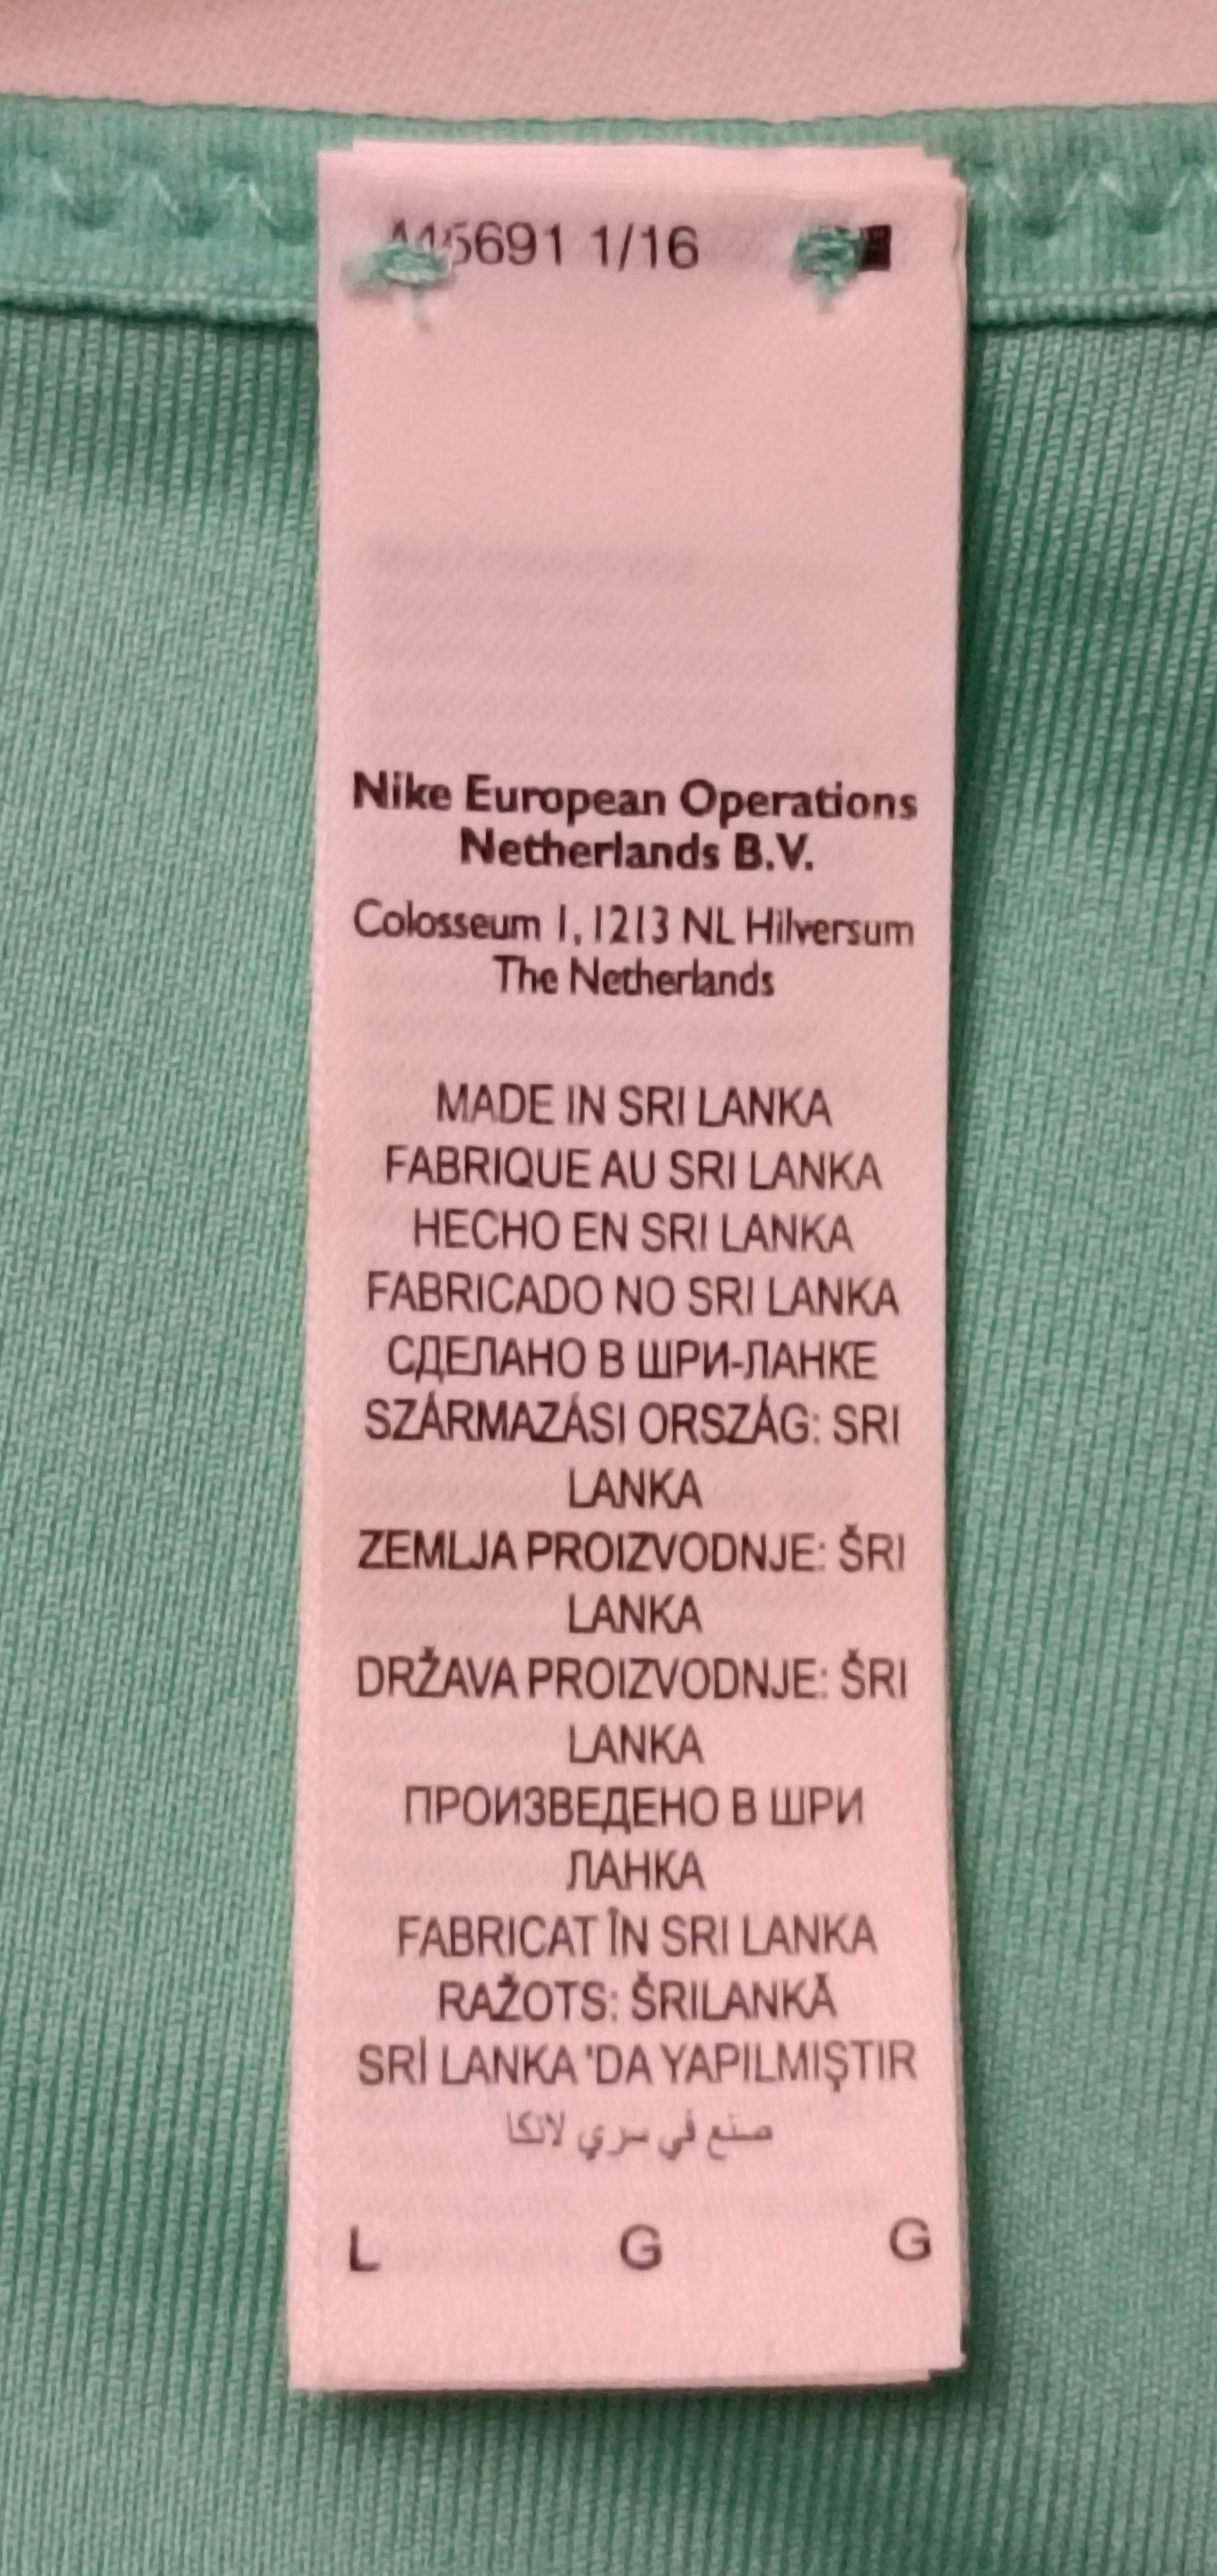 1/16
Nike European Operations
Netherlands B.V.
Colosseum 1, 1213 NL Hilversum
The Netherlands
MADE IN SRI LANKA
FABRIQUE AU SRI LANKA
HECHO EN SRI LANKA
FABRICADO NO SRI LANKA
СДЕЛАНО В ШРИ-ЛАНКЕ
SZÁRMAZÁSI ORSZÁG: SRI
LANKA
ZEMLJA PROIZVODNJE: ŠRI
LANKA
DRŽAVA PROIZVODNJE: ŠRI
LANKA
ПРОИЗВЕДЕНО В ШРИ
ЛАНКА
FABRICAT ÎN SRI LANKA
RAŽOTS: ŠRILANKĀ
SRİ LANKA 'DA YAPILMIŞTIR
صنع في سري لانكا
L G G